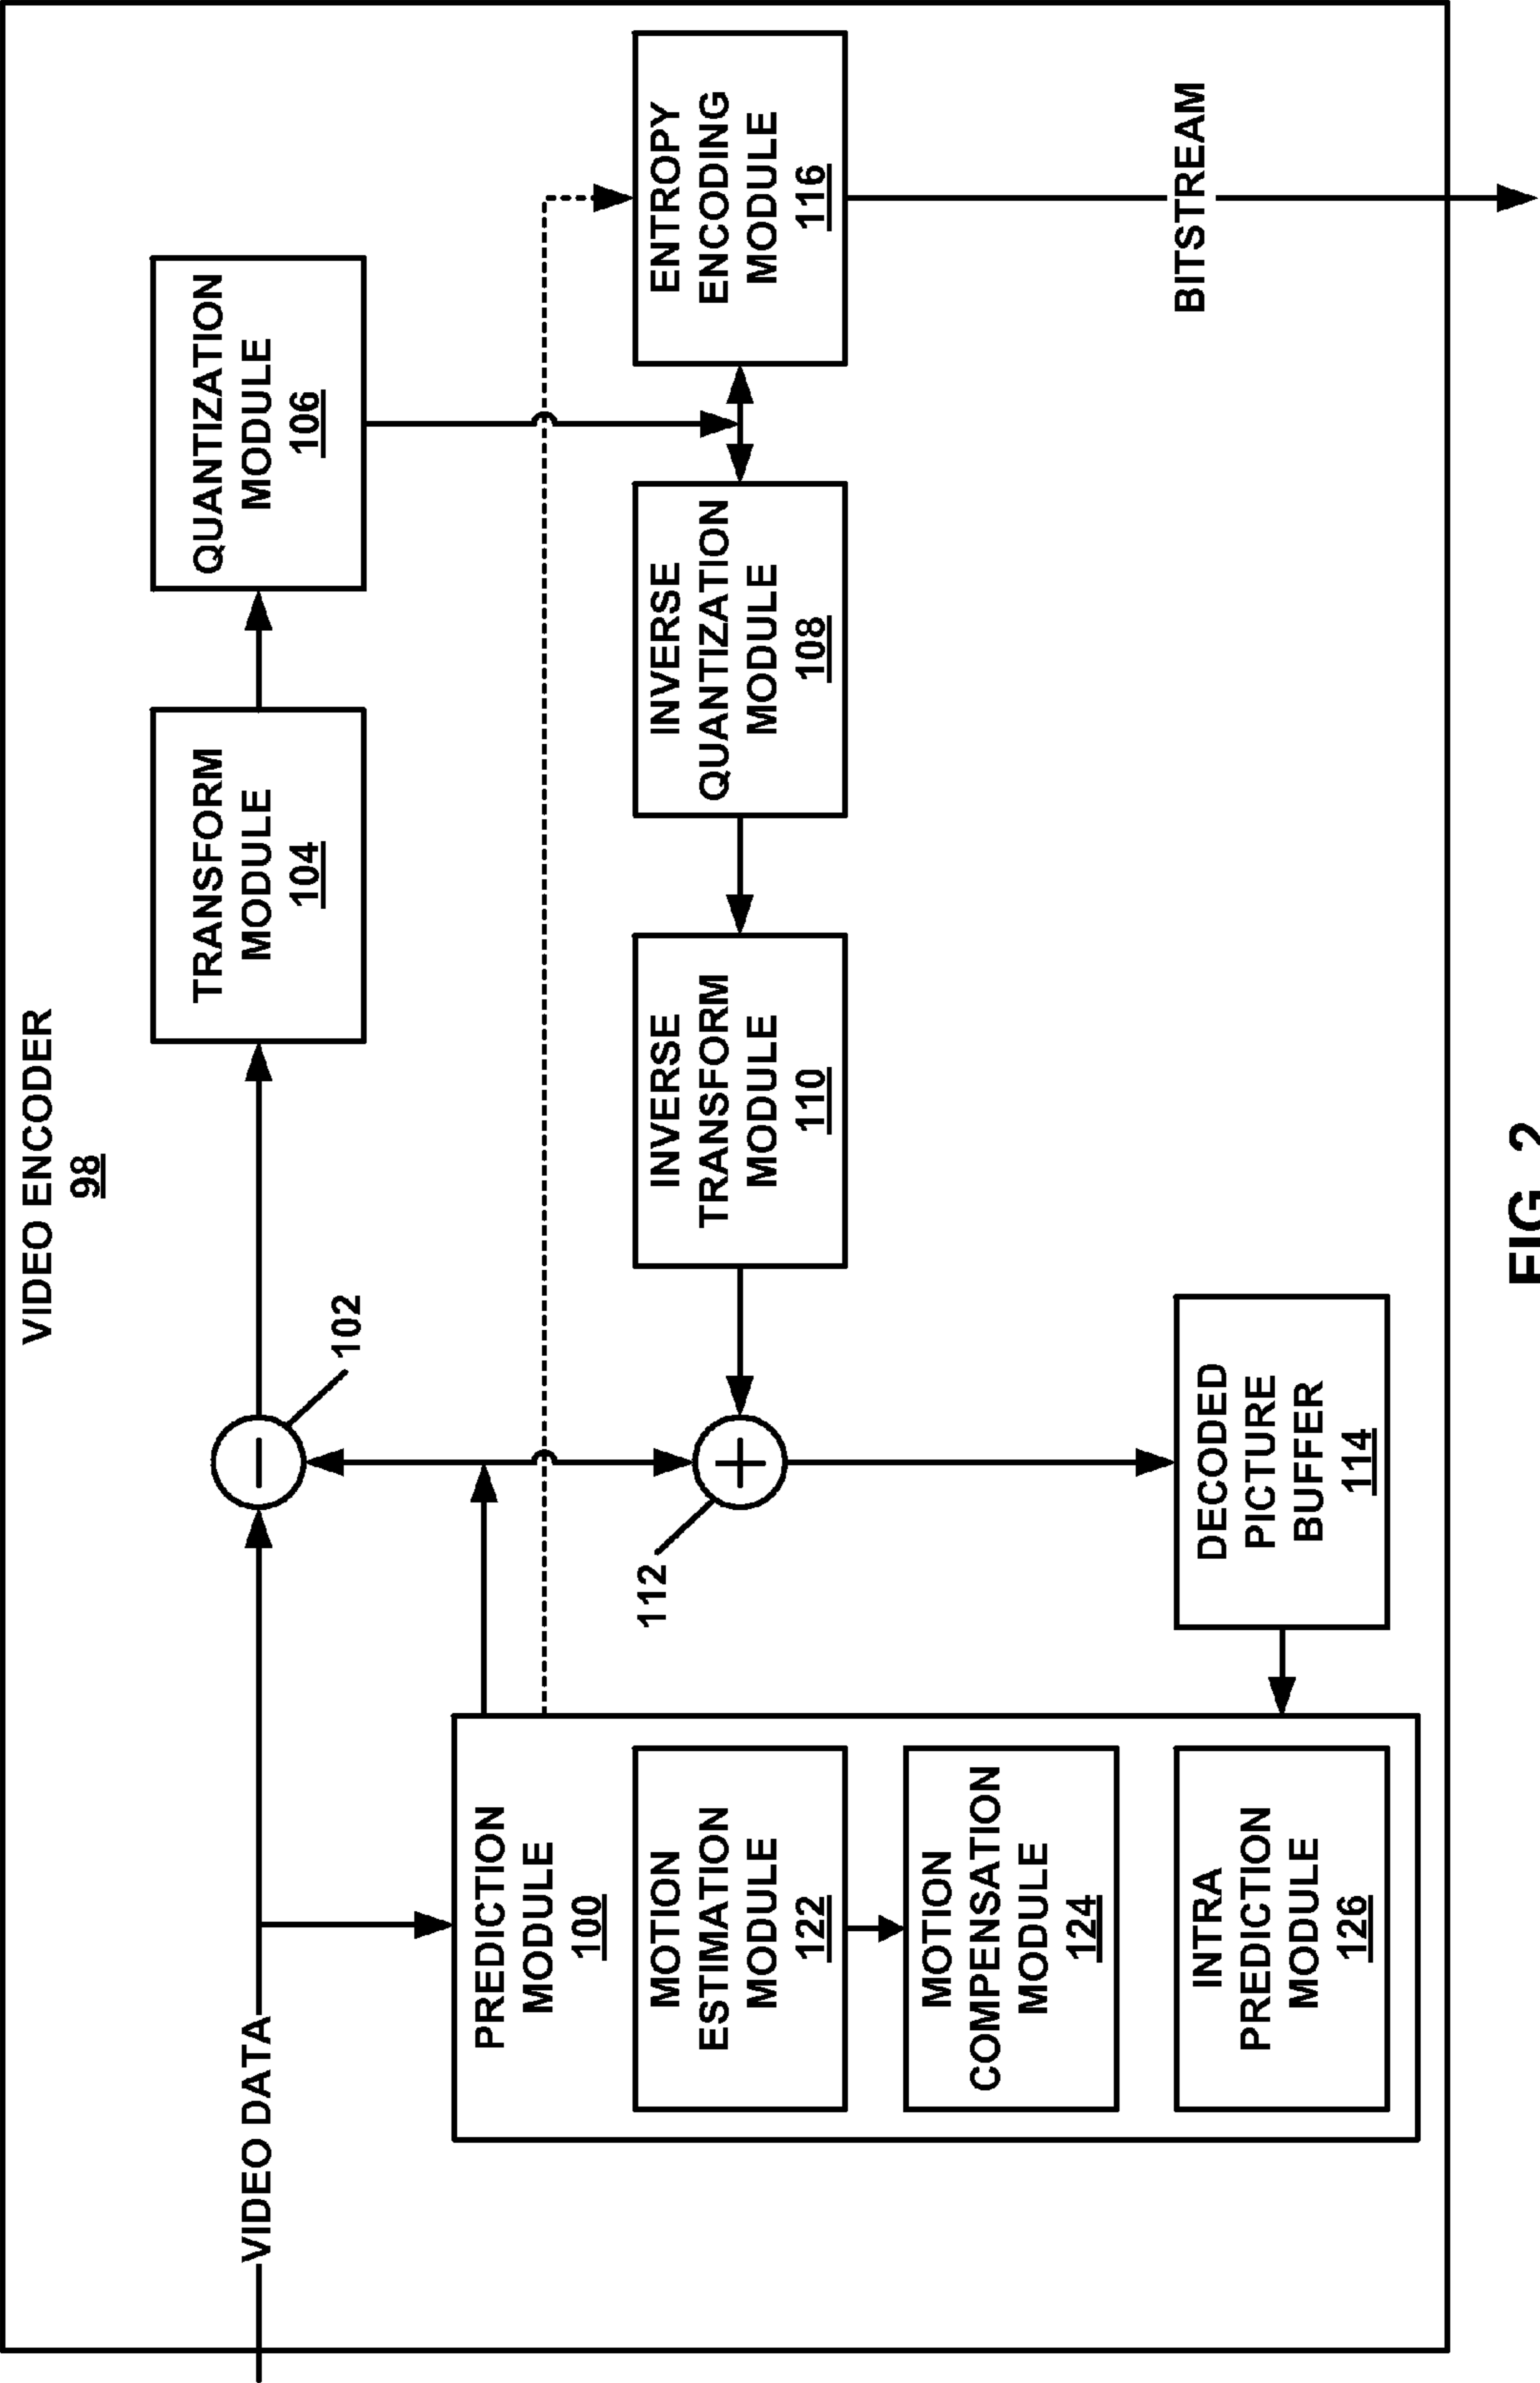 VIDEO ENCODER
98
VIDEO DATA
102
TRANSFORM
MODULE
104
QUANTIZATION
MODULE
106
PREDICTION
MODULE
100
MOTION
ESTIMATION
MODULE
122
MOTION
COMPENSATION
MODULE
124
INTRA
PREDICTION
MODULE
126
112
INVERSE
TRANSFORM
MODULE
110
INVERSE
QUANTIZATION
MODULE
108
ENTROPY
ENCODING
MODULE
116
DECODED
PICTURE
BUFFER
114
BITSTREAM
FIG. 2